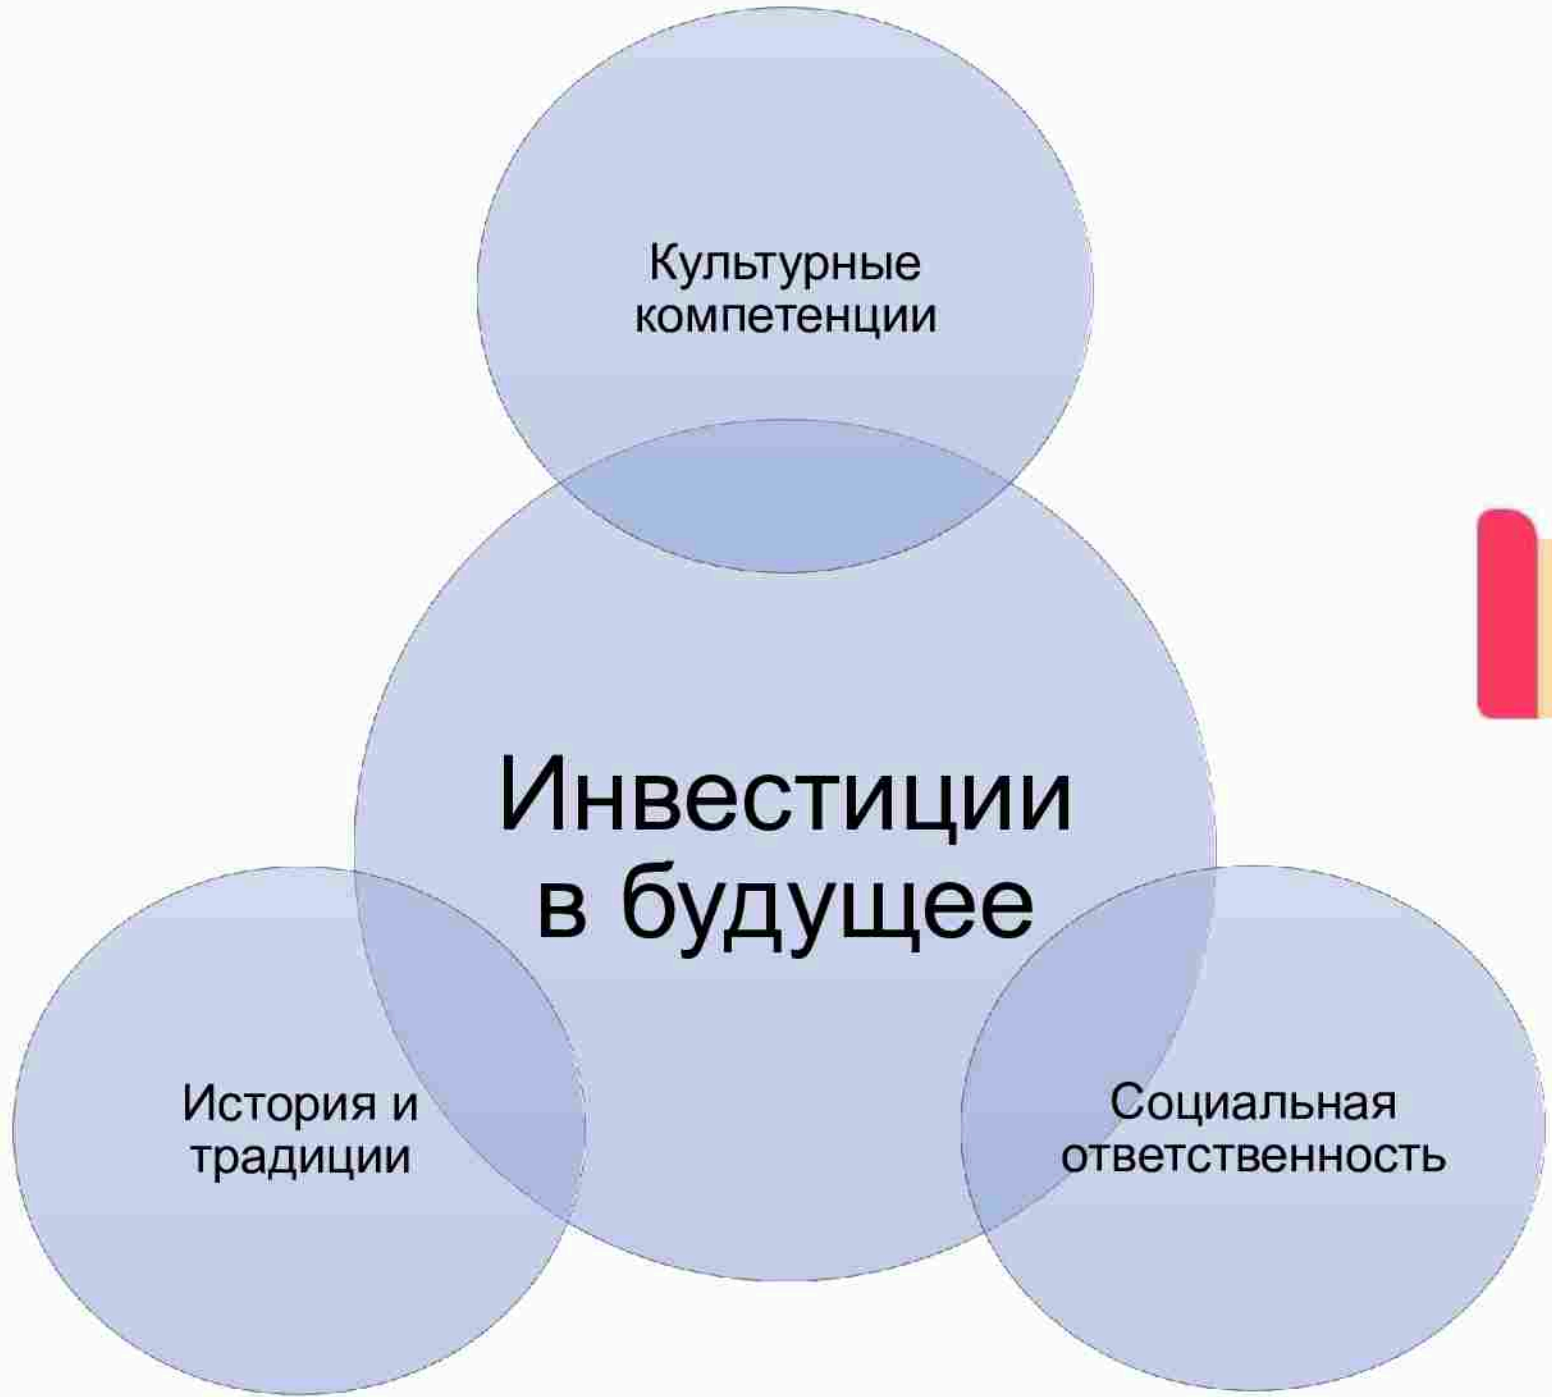 Культурные
компетенции
Инвестиции
в будущее
История и
традиции
Социальная
ответственность